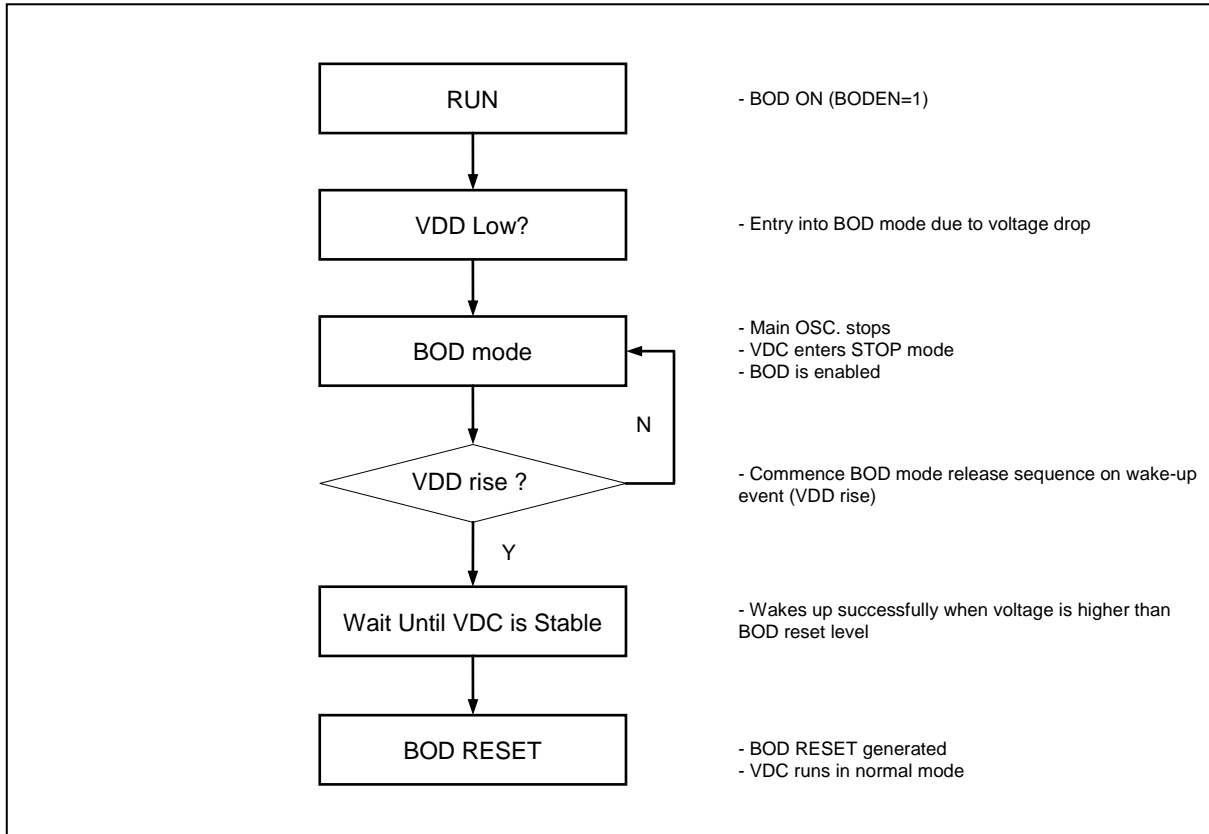 RUN
- BOD ON (BODEN=1)
VDD Low?
- Entry into BOD mode due to voltage drop
BOD mode
- Main OSC. stops
- VDC enters STOP mode
- BOD is enabled
N
VDD rise ?
- Commence BOD mode release sequence on wake-up
event (VDD rise)
Y
Wait Until VDC is Stable
- Wakes up successfully when voltage is higher than
BOD reset level
BOD RESET
- BOD RESET generated
- VDC runs in normal mode